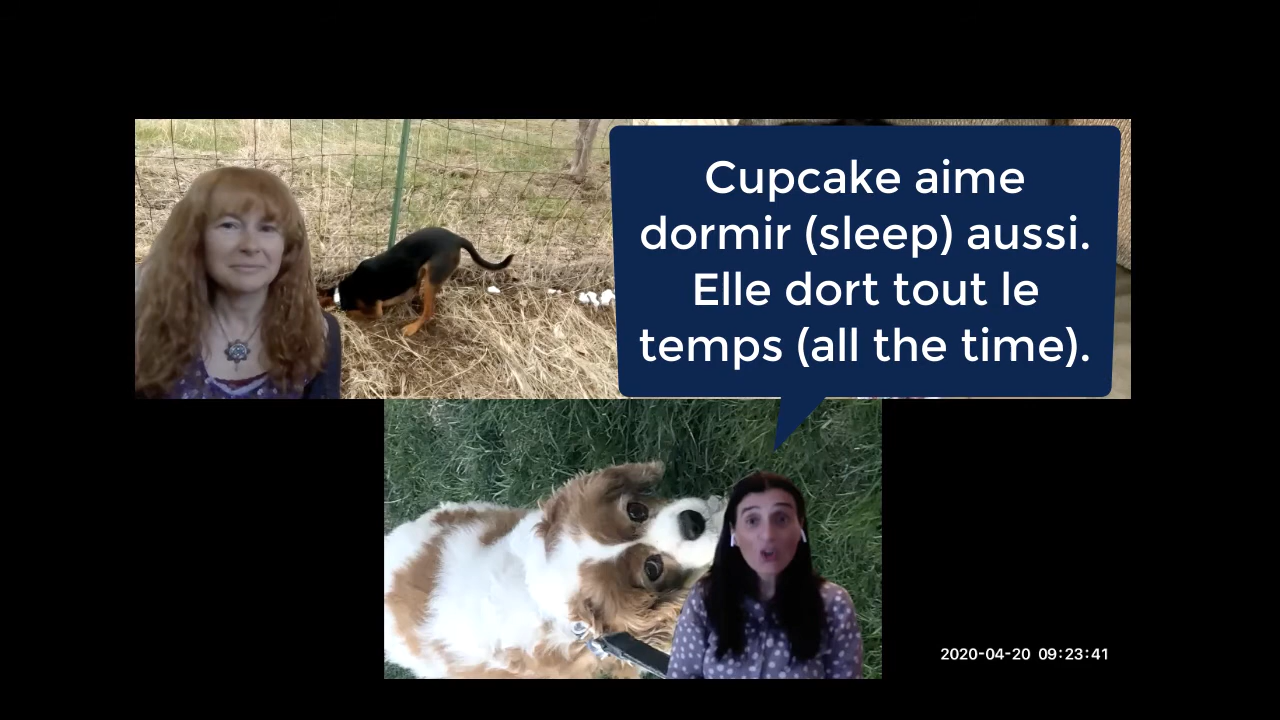 Cupcake aime
dormir (sleep) aussi.
Elle dort tout le
temps (all the time).
2020-04-20 09:23:41